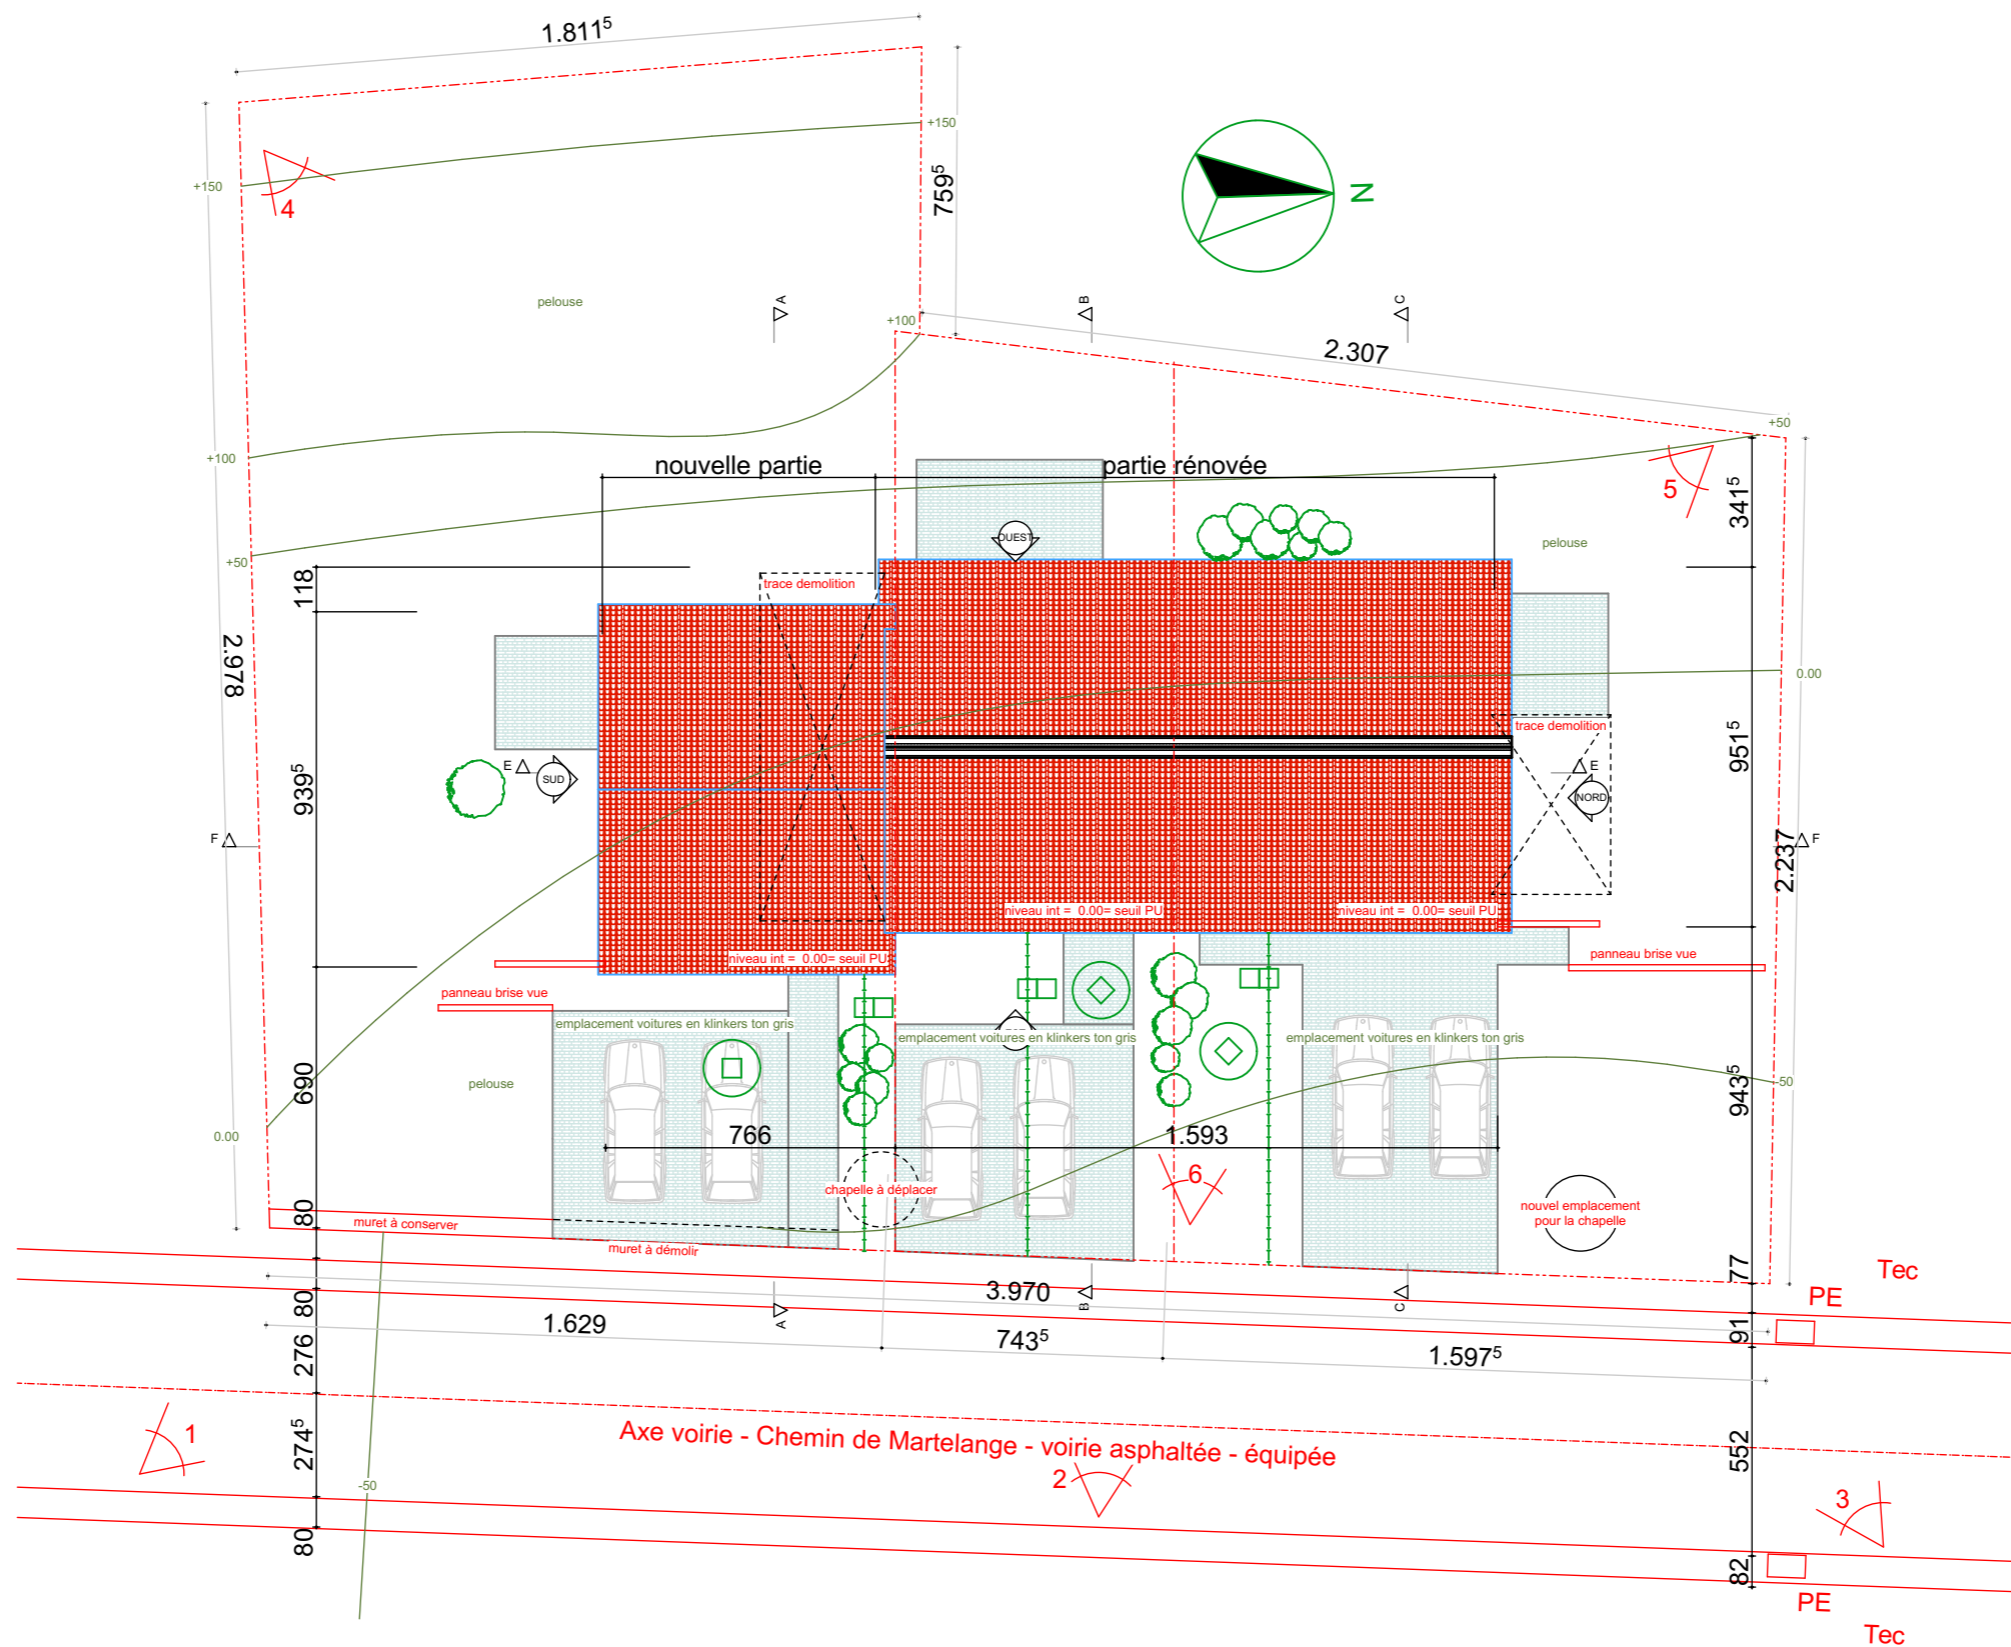 1.811⁵
+150
759⁵
+150
4
N
pelouse
A
B
C
+100
2.307
+50
+100
nouvelle partie
partie rénovée
5
341⁵
OUEST
pelouse
+50
118
trace demolition
2.978
0.00
trace demolition
939⁵
E
SUD
E
NORD
951⁵
F
F
2.237
niveau int = 0.00= seuil PU
niveau int = 0.00= seuil PU
niveau int = 0.00= seuil PU
panneau brise vue
panneau brise vue
emplacement voitures en klinkers ton gris
emplacement voitures en klinkers ton gris
emplacement voitures en klinkers ton gris
pelouse
690
-50
943⁵
0.00
766
1.593
6
chapelle à déplacer
nouvel emplacement
pour la chapelle
80
muret à conserver
muret à démolir
77
Tec
PE
3.970
80
A
B
C
91
1.629
743⁵
1.597⁵
276
1
Axe voirie - Chemin de Martelange - voirie asphaltée - équipée
274⁵
552
2
-50
3
80
82
PE
Tec